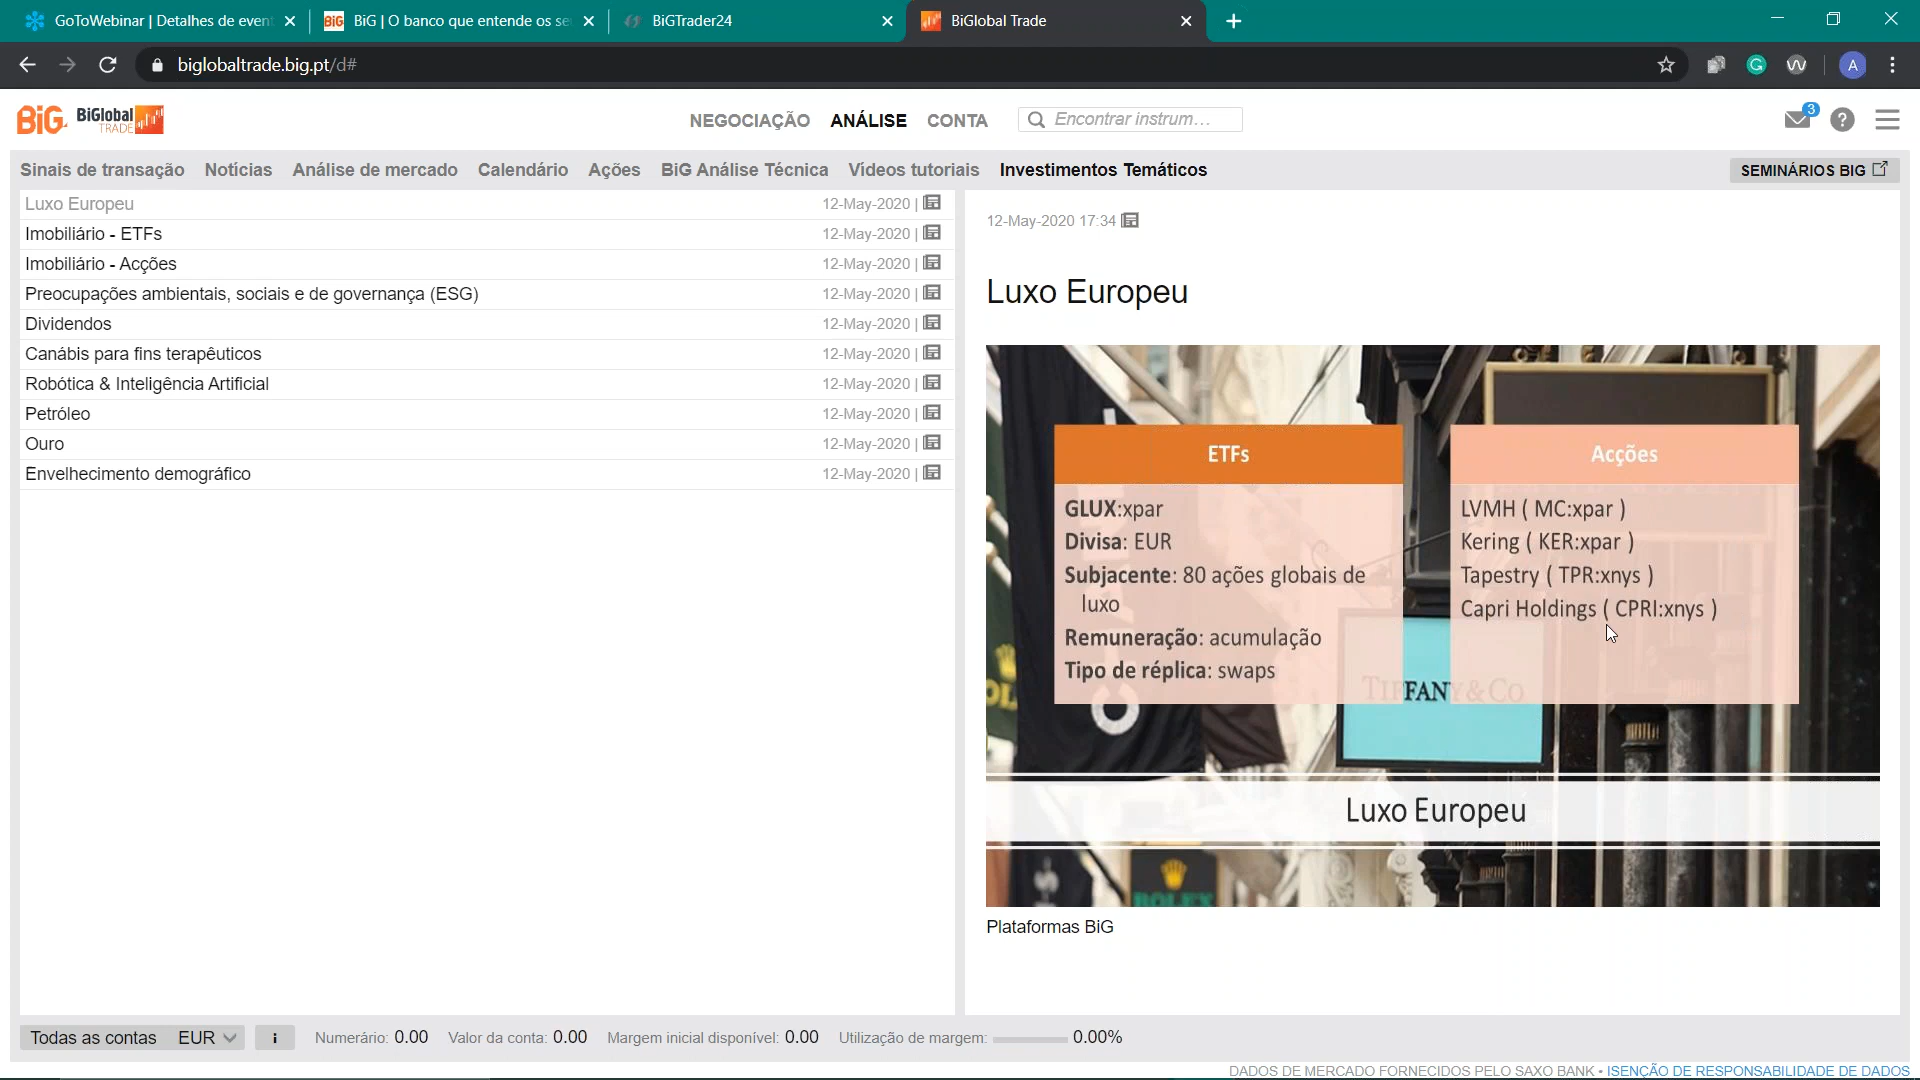 GoToWebinar | Detalhes de even
BiG | O banco que entende os se
BiGTrader24
BiGlobal Trade
biglobaltrade.big.pt/d#
A
BiG
BiGlobal
TRADE
NEGOCIAÇÃO
ANÁLISE
CONTA
Encontrar instrum...
3
?
Sinais de transação
Notícias
Análise de mercado
Calendário
Ações
BiG Análise Técnica
Vídeos tutoriais
Investimentos Temáticos
SEMINÁRIOS BIG
Luxo Europeu 12-May-2020 |
Imobiliário - ETFs 12-May-2020 |
Imobiliário - Acções 12-May-2020 |
Preocupações ambientais, sociais e de governança (ESG) 12-May-2020 |
Dividendos 12-May-2020 |
Canábis para fins terapêuticos 12-May-2020 |
Robótica & Inteligência Artificial 12-May-2020 |
Petróleo 12-May-2020 |
Ouro 12-May-2020 |
Envelhecimento demográfico 12-May-2020 |
12-May-2020 17:34
Luxo Europeu
ETFs
GLUX:xpar
Divisa: EUR
Subjacente: 80 ações globais de
luxo
Remuneração: acumulação
Tipo de réplica: swaps
Acções
LVMH ( MC:xpar )
Kering ( KER:xpar )
Tapestry ( TPR:xnys )
Capri Holdings ( CPRI:xnys )
TIFFANY & CO
Luxo Europeu
ROLEX
Plataformas BiG
Todas as contas EUR
i
Numerário: 0.00
Valor da conta: 0.00
Margem inicial disponível: 0.00
Utilização de margem: 0.00%
DADOS DE MERCADO FORNECIDOS PELO SAXO BANK • ISENÇÃO DE RESPONSABILIDADE DE DADOS